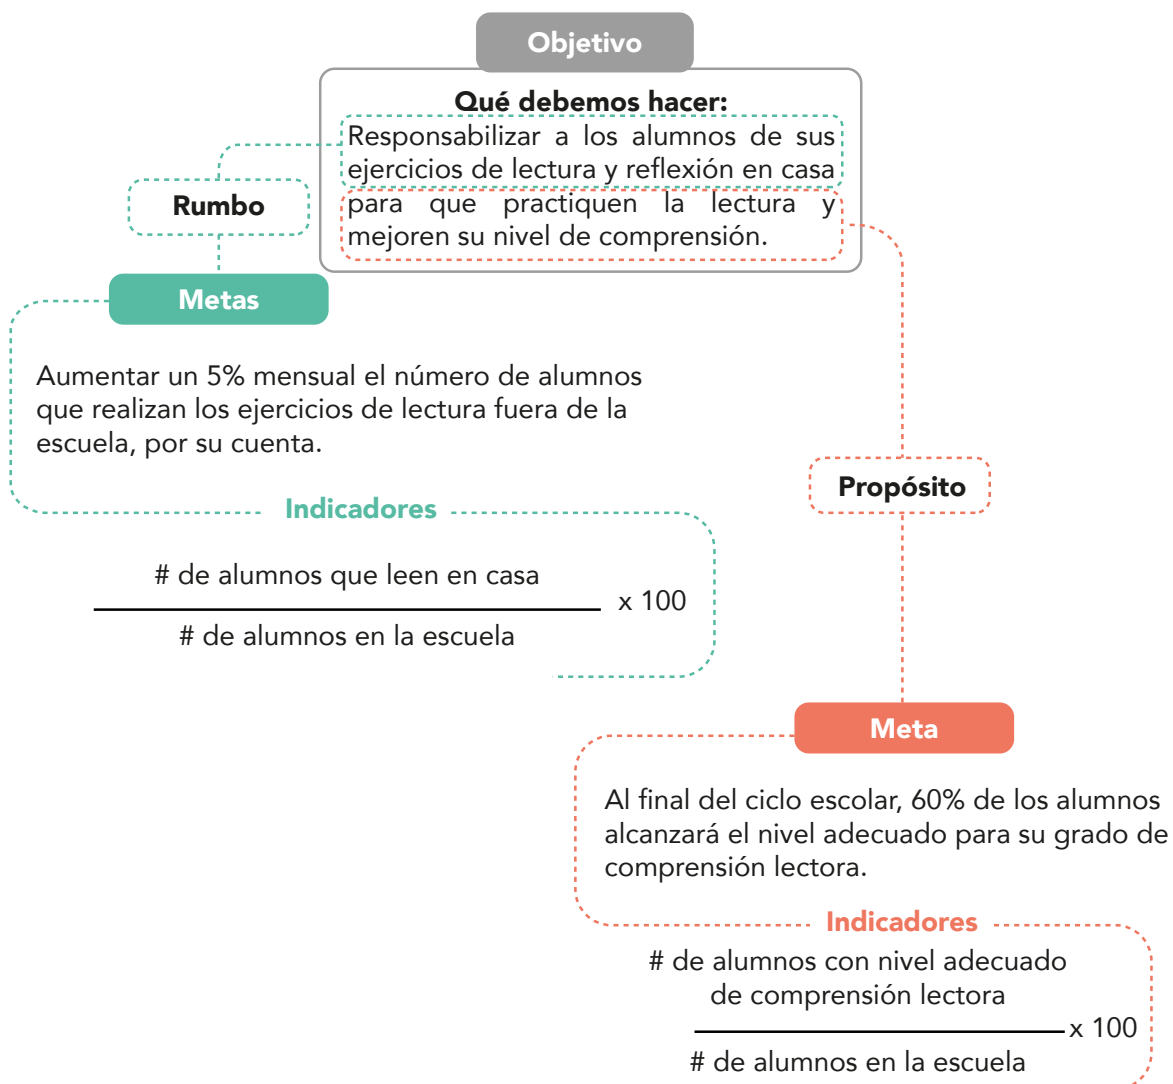 Objetivo
Qué debemos hacer:
Responsabilizar a los alumnos de sus
ejercicios de lectura y reflexión en casa
para que practiquen la lectura y
mejoren su nivel de comprensión.
Rumbo
Metas
Aumentar un 5% mensual el número de alumnos
que realizan los ejercicios de lectura fuera de la
escuela, por su cuenta.
Indicadores
# de alumnos que leen en casa
x 100
# de alumnos en la escuela
Propósito
Meta
Al final del ciclo escolar, 60% de los alumnos
alcanzará el nivel adecuado para su grado de
comprensión lectora.
Indicadores
# de alumnos con nivel adecuado
de comprensión lectora
x 100
# de alumnos en la escuela